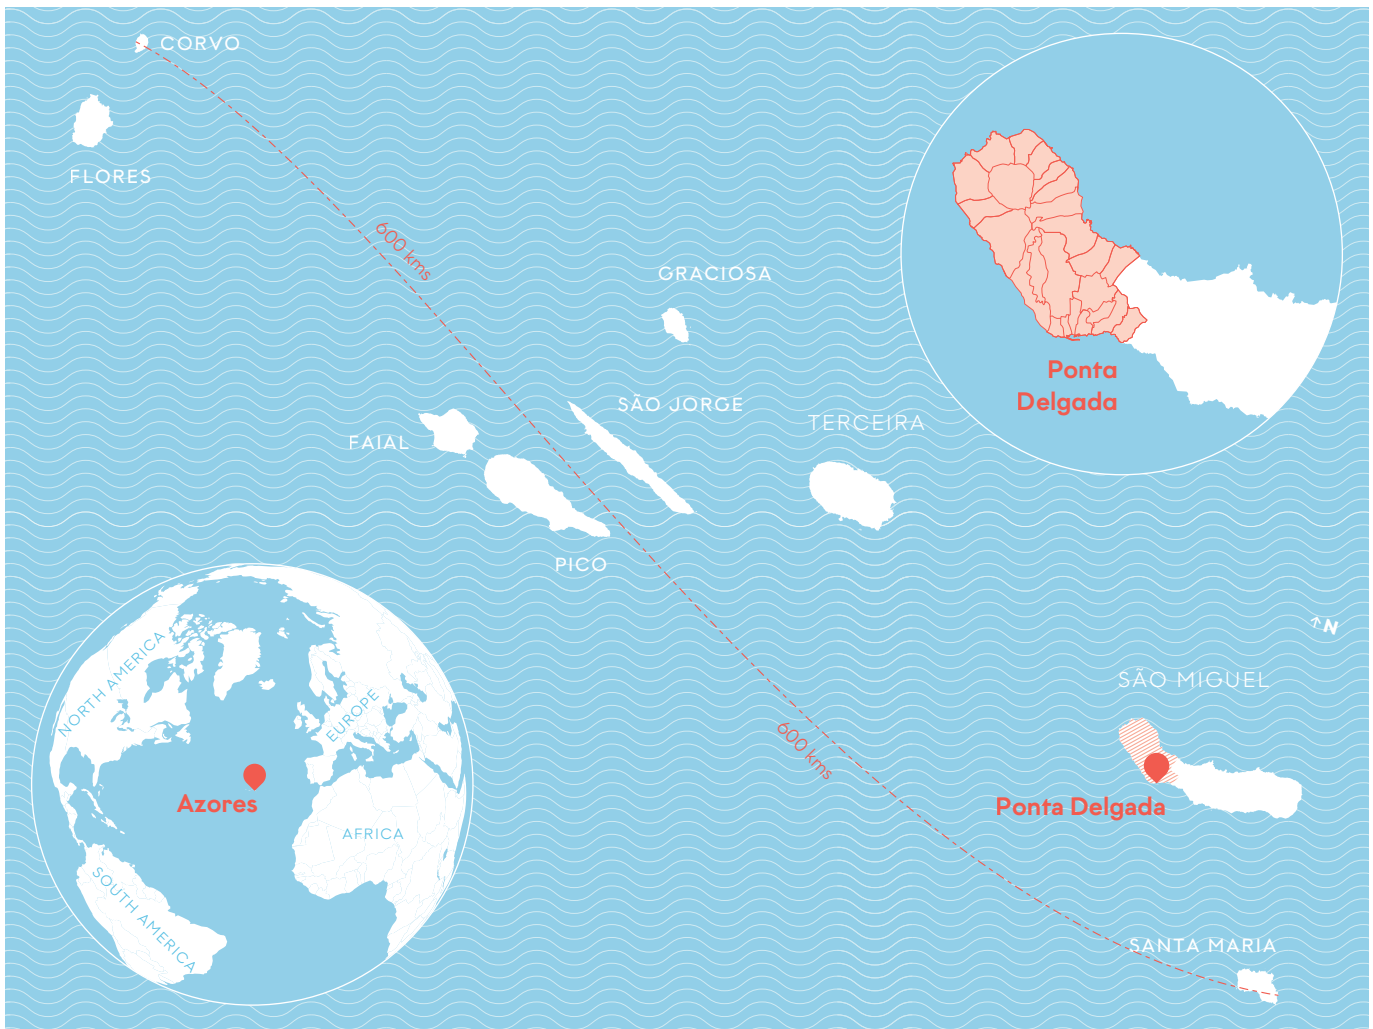 CORVO
FLORES
600 kms
GRACIOSA
SÃO JORGE
TERCEIRA
FAIAL
PICO
Ponta
Delgada
N
SÃO MIGUEL
600 kms
Ponta Delgada
SANTA MARIA
NORTH AMERICA
EUROPE
Azores
AFRICA
SOUTH AMERICA